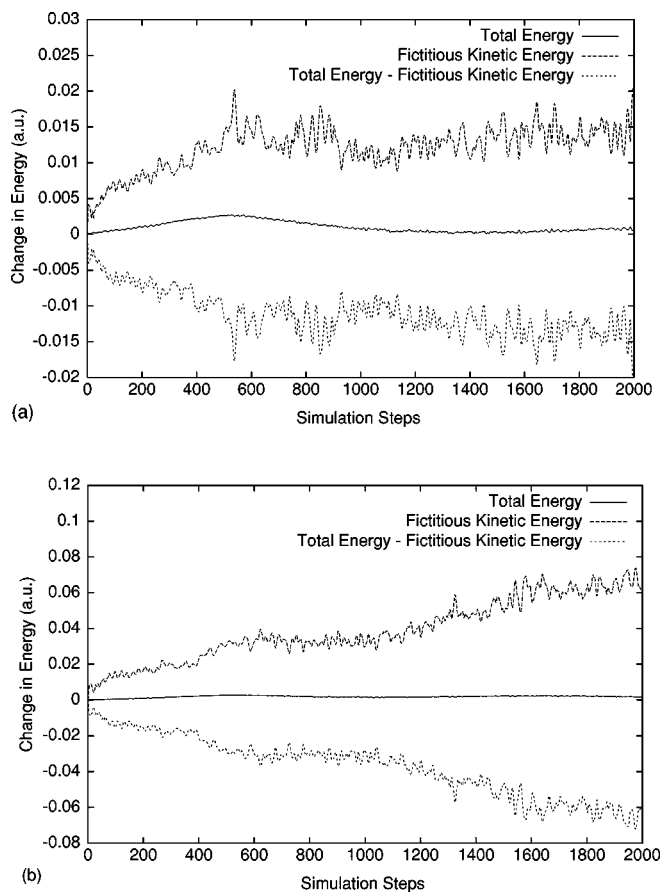 0.03
0.025
0.02
0.015
0.01
0.005
0
-0.005
-0.01
-0.015
-0.02
Change in Energy (a.u.)
Total Energy
Fictitious Kinetic Energy
Total Energy - Fictitious Kinetic Energy
0 200 400 600 800 1000 1200 1400 1600 1800 2000
Simulation Steps
(a)
0.12
0.1
0.08
0.06
0.04
0.02
0
-0.02
-0.04
-0.06
-0.08
Change in Energy (a.u.)
Total Energy
Fictitious Kinetic Energy
Total Energy - Fictitious Kinetic Energy
0 200 400 600 800 1000 1200 1400 1600 1800 2000
Simulation Steps
(b)